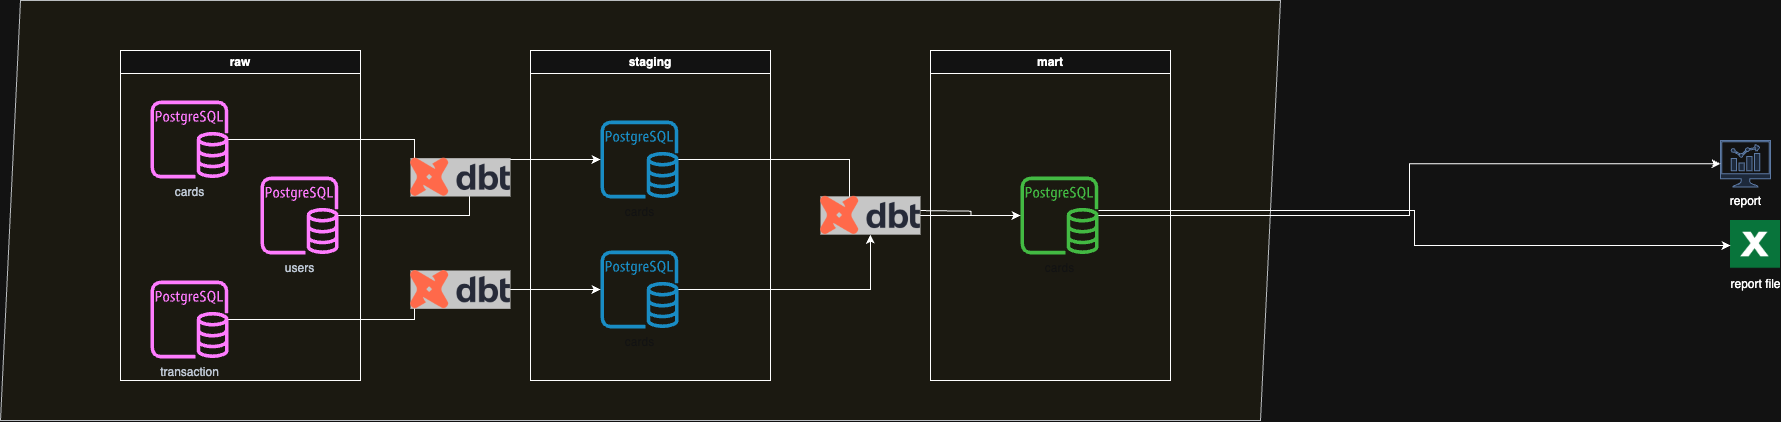 raw
staging
mart
PostgreSQL
cards
PostgreSQL
users
PostgreSQL
transaction
dbt
dbt
PostgreSQL
cards
PostgreSQL
cards
dbt
PostgreSQL
cards
report
X
report file